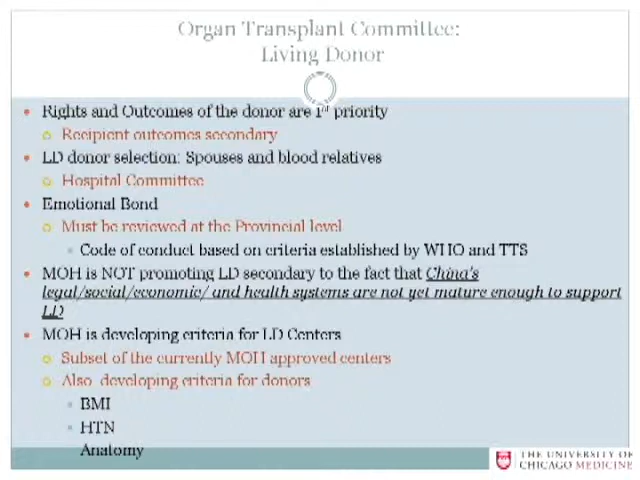 Organ Transplant Committee:
Living Donor
Rights and Outcomes of the donor are 1st priority
Recipient outcomes secondary
LD donor selection: Spouses and blood relatives
Hospital Committee
Emotional Bond
Must be reviewed at the Provincial level
Code of conduct based on criteria established by WHO and TTS
MOH is NOT promoting LD secondary to the fact that China's
legal/social/economic/ and health systems are not yet mature enough to support
LD
MOH is developing criteria for LD Centers
Subset of the currently MOH approved centers
Also developing criteria for donors
BMI
HTN
Anatomy
THE UNIVERSITY OF
CHICAGO MEDICINE